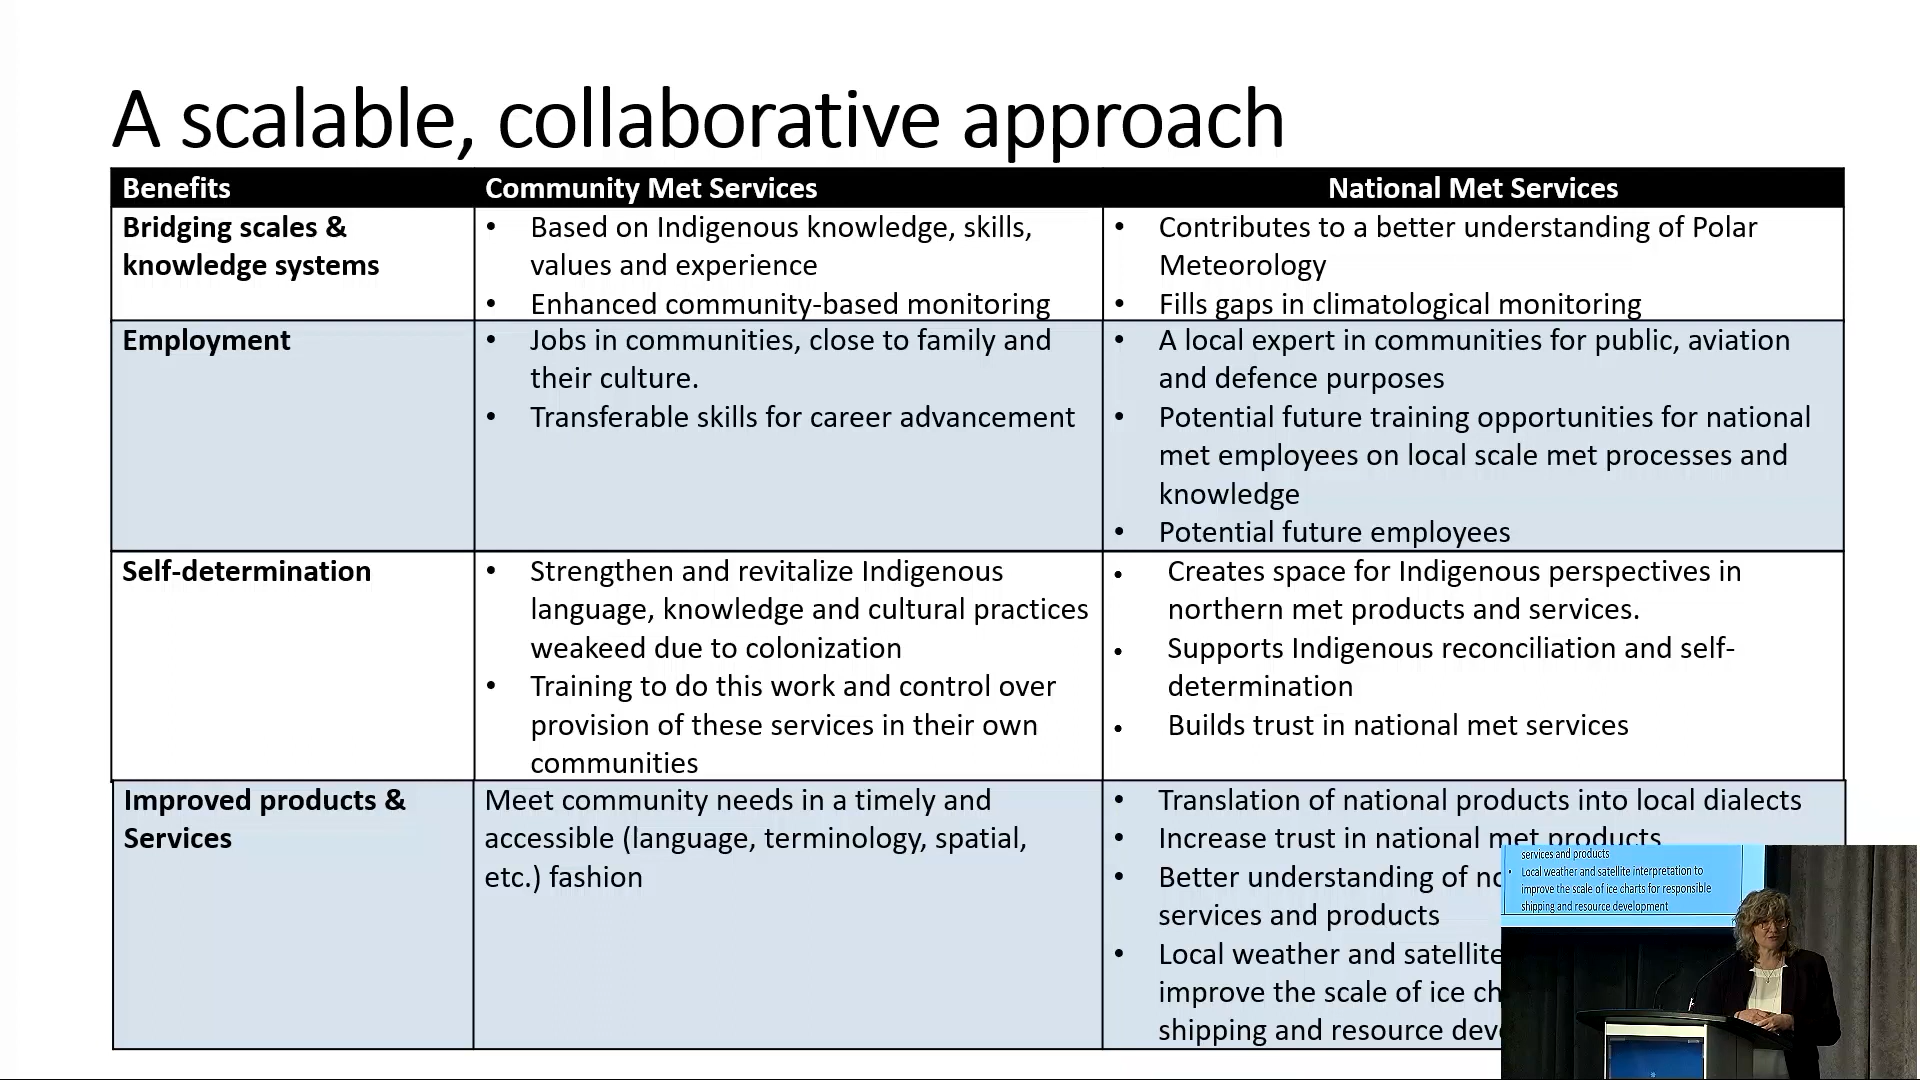 A scalable, collaborative approach
Benefits
Community Met Services
National Met Services
Bridging scales &
knowledge systems
• Based on Indigenous knowledge, skills,
values and experience
• Enhanced community-based monitoring
• Contributes to a better understanding of Polar
Meteorology
• Fills gaps in climatological monitoring
Employment
• Jobs in communities, close to family and
their culture.
• Transferable skills for career advancement
• A local expert in communities for public, aviation
and defence purposes
• Potential future training opportunities for national
met employees on local scale met processes and
knowledge
• Potential future employees
Self-determination
• Strengthen and revitalize Indigenous
language, knowledge and cultural practices
weakeed due to colonization
• Training to do this work and control over
provision of these services in their own
communities
• Creates space for Indigenous perspectives in
northern met products and services.
• Supports Indigenous reconciliation and self-
determination
• Builds trust in national met services
Improved products &
Services
Meet community needs in a timely and
accessible (language, terminology, spatial,
etc.) fashion
• Translation of national products into local dialects
• Increase trust in national met products
• Better understanding of
services and products
• Local weather and satellite
improve the scale of ice
shipping and resource
services and products
• Local weather and satellite interpretation to
improve the scale of ice charts for responsible
shipping and resource development